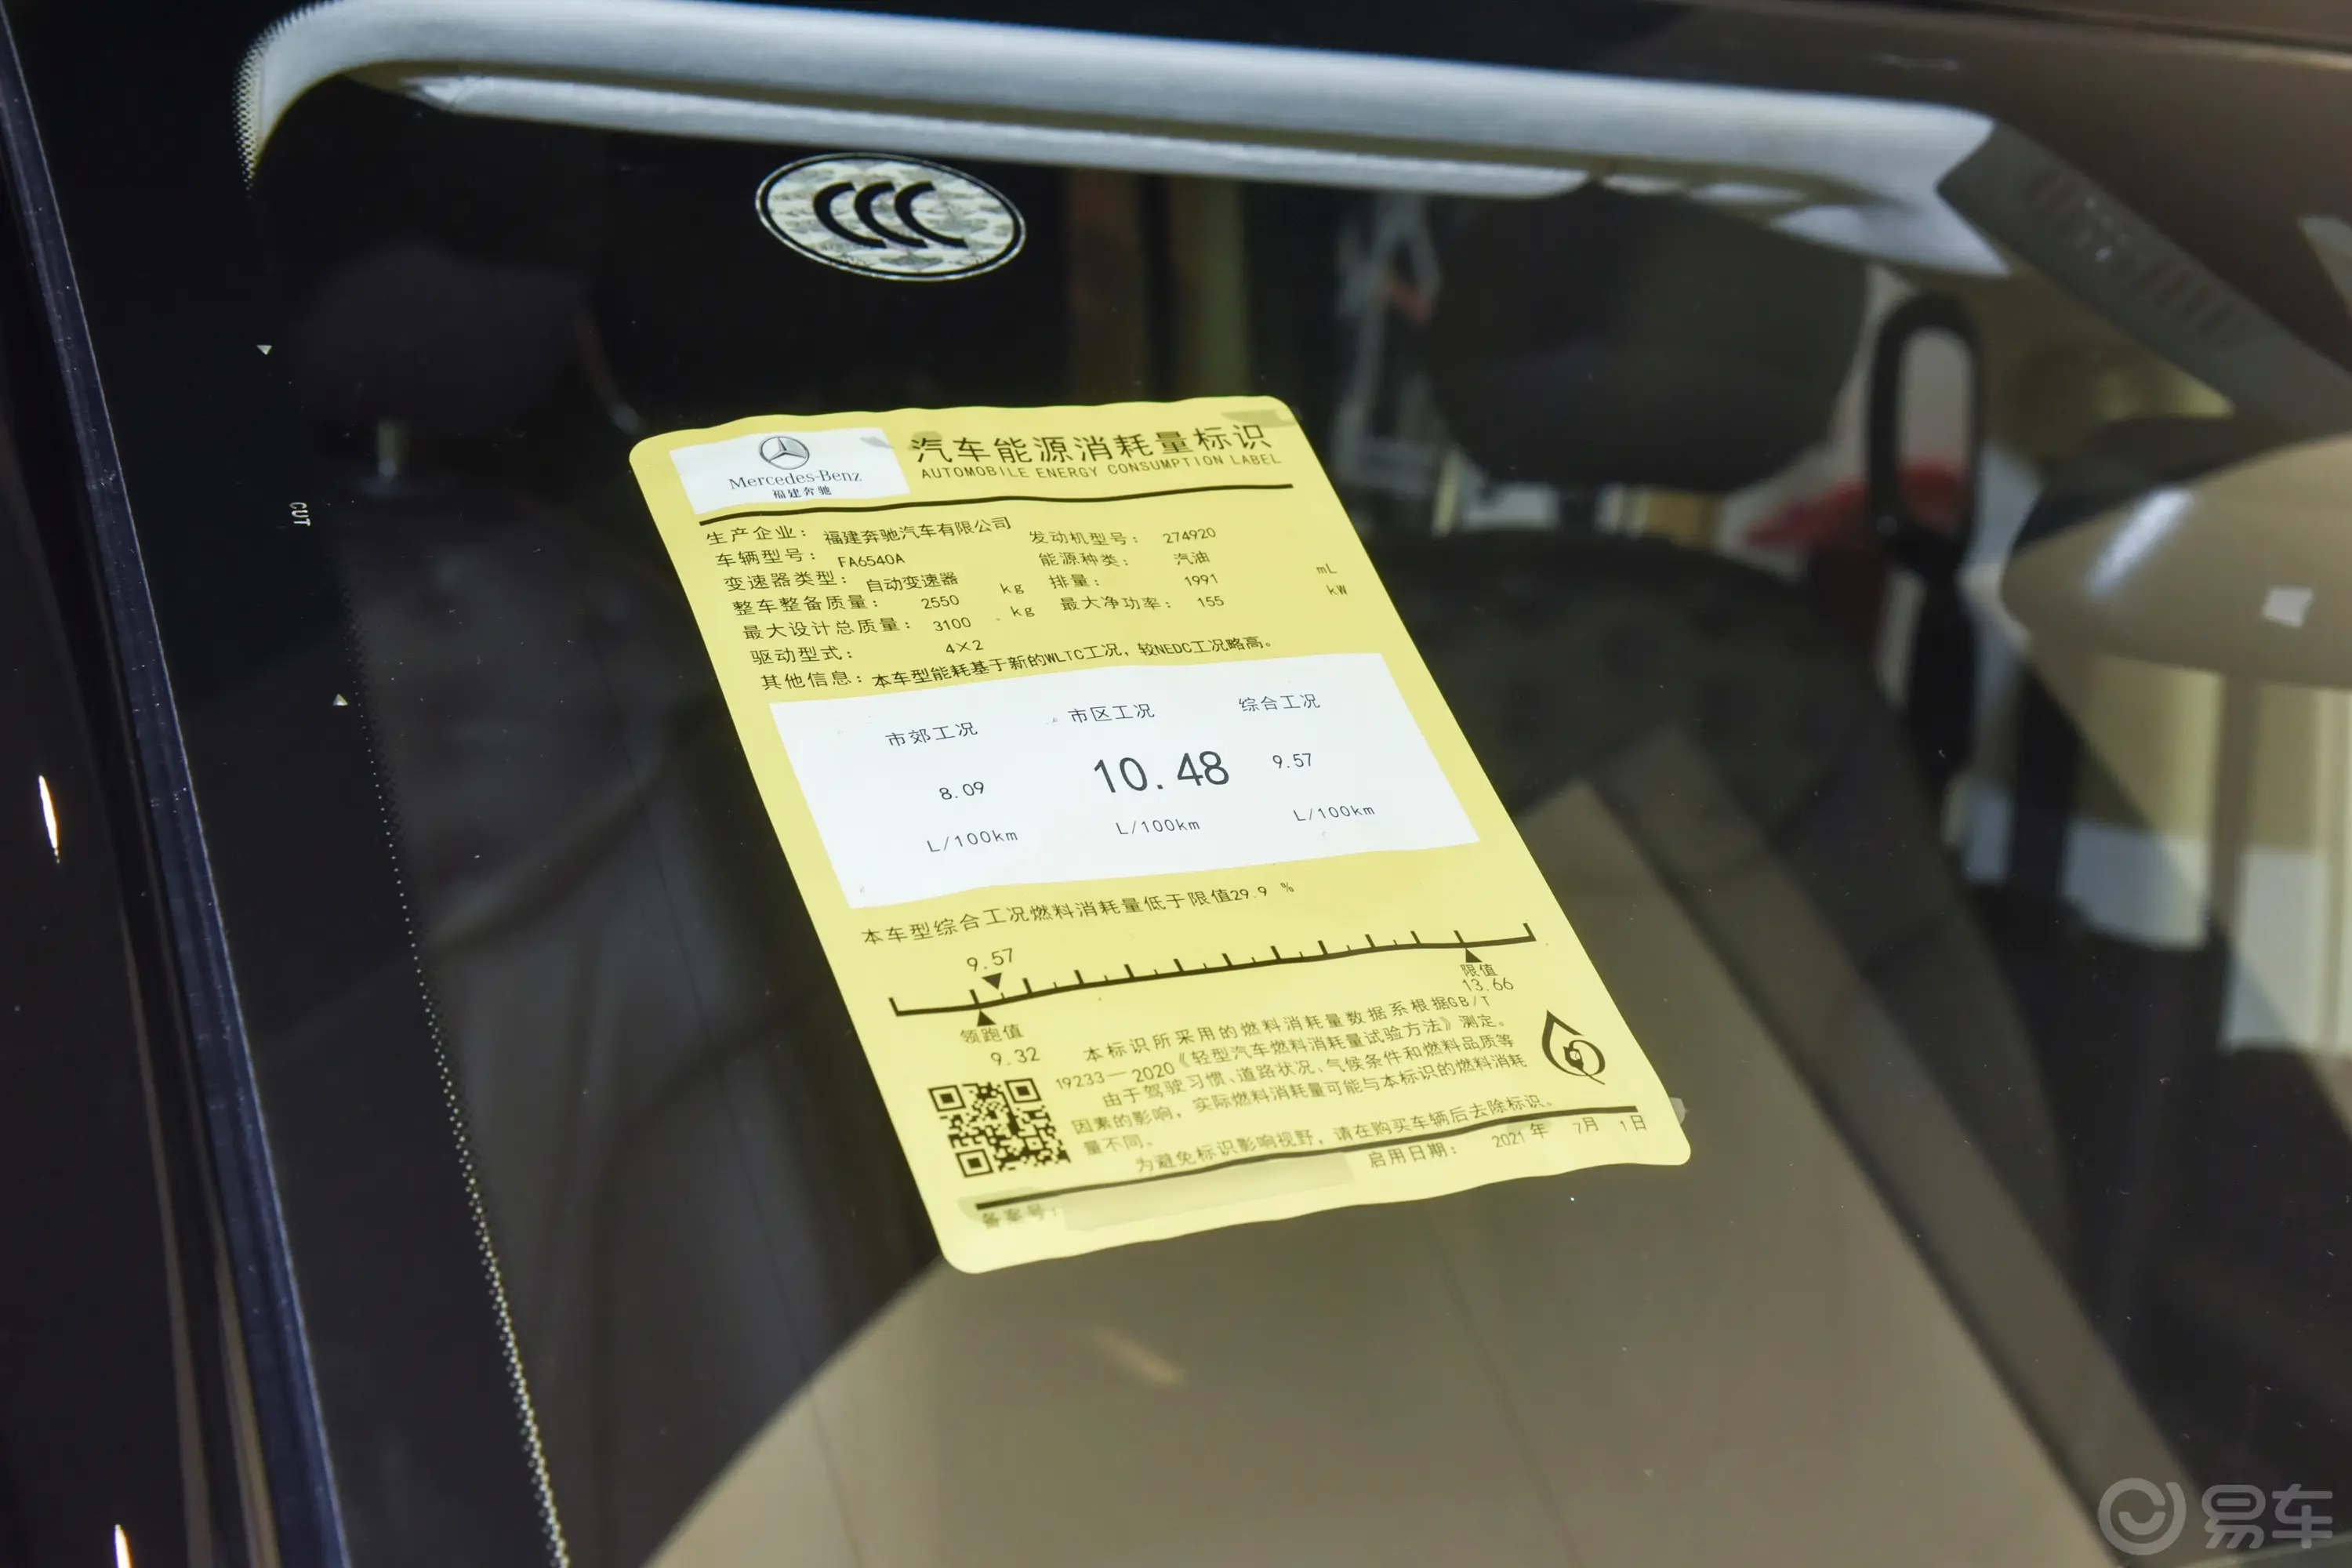 CCC
CUT
Mercedes-Benz
福建奔驰
汽车能源消耗量标识
AUTOMOBILE ENERGY CONSUMPTION LABEL
生产企业: 福建奔驰汽车有限公司 发动机型号: 274920
车辆型号: FA6540A 能源种类: 汽油
变速器类型: 自动变速器 排量: 1991 mL
整车整备质量: 2550 kg 最大净功率: 155 kW
最大设计总质量: 3100 kg
驱动型式: 4×2
其他信息: 本车型能耗基于新的WLTC工况, 较NEDC工况略高。
市郊工况 市区工况 综合工况
8.09 10.48 9.57
L/100km L/100km L/100km
本车型综合工况燃料消耗量低于限值29.9 %
9.57
限值
13.66
领跑值
9.32
本标识所采用的燃料消耗量数据系根据GB/T
19233—2020《轻型汽车燃料消耗量试验方法》测定。
由于驾驶习惯、道路状况、气候条件和燃料品质等
因素的影响, 实际燃料消耗量可能与本标识的燃料消耗
量不同。
为避免标识影响视野, 请在购买车辆后去除标识。
备案号: 启用日期: 2021年 7月 1日
易车